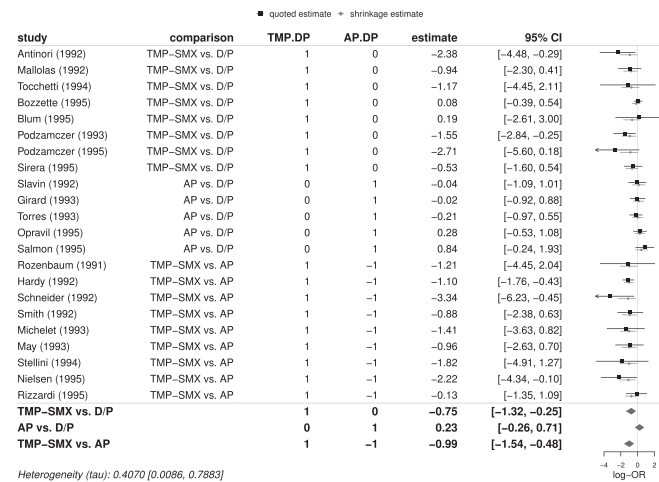 quoted estimate shrinkage estimate
study comparison TMP.DP AP.DP estimate 95% CI
Antinori (1992) TMP−SMX vs. D/P 1 0 −2.38 [−4.48, −0.29]
Mallolas (1992) TMP−SMX vs. D/P 1 0 −0.94 [−2.30, 0.41]
Tocchetti (1994) TMP−SMX vs. D/P 1 0 −1.17 [−4.45, 2.11]
Bozzette (1995) TMP−SMX vs. D/P 1 0 0.08 [−0.39, 0.54]
Blum (1995) TMP−SMX vs. D/P 1 0 0.19 [−2.61, 3.00]
Podzamczer (1993) TMP−SMX vs. D/P 1 0 −1.55 [−2.84, −0.25]
Podzamczer (1995) TMP−SMX vs. D/P 1 0 −2.71 [−5.60, 0.18]
Sirera (1995) TMP−SMX vs. D/P 1 0 −0.53 [−1.60, 0.54]
Slavin (1992) AP vs. D/P 0 1 −0.04 [−1.09, 1.01]
Girard (1993) AP vs. D/P 0 1 −0.02 [−0.92, 0.88]
Torres (1993) AP vs. D/P 0 1 −0.21 [−0.97, 0.55]
Opravil (1995) AP vs. D/P 0 1 0.28 [−0.53, 1.08]
Salmon (1995) AP vs. D/P 0 1 0.84 [−0.24, 1.93]
Rozenbaum (1991) TMP−SMX vs. AP 1 −1 −1.21 [−4.45, 2.04]
Hardy (1992) TMP−SMX vs. AP 1 −1 −1.10 [−1.76, −0.43]
Schneider (1992) TMP−SMX vs. AP 1 −1 −3.34 [−6.23, −0.45]
Smith (1992) TMP−SMX vs. AP 1 −1 −0.88 [−2.38, 0.63]
Michelet (1993) TMP−SMX vs. AP 1 −1 −1.41 [−3.63, 0.82]
May (1993) TMP−SMX vs. AP 1 −1 −0.96 [−2.63, 0.70]
Stellini (1994) TMP−SMX vs. AP 1 −1 −1.82 [−4.91, 1.27]
Nielsen (1995) TMP−SMX vs. AP 1 −1 −2.22 [−4.34, −0.10]
Rizzardi (1995) TMP−SMX vs. AP 1 −1 −0.13 [−1.35, 1.09]
TMP−SMX vs. D/P 1 0 −0.75 [−1.32, −0.25]
AP vs. D/P 0 1 0.23 [−0.26, 0.71]
TMP−SMX vs. AP 1 −1 −0.99 [−1.54, −0.48]
−4 −2 0 2
log−OR
Heterogeneity (tau): 0.4070 [0.0086, 0.7883]